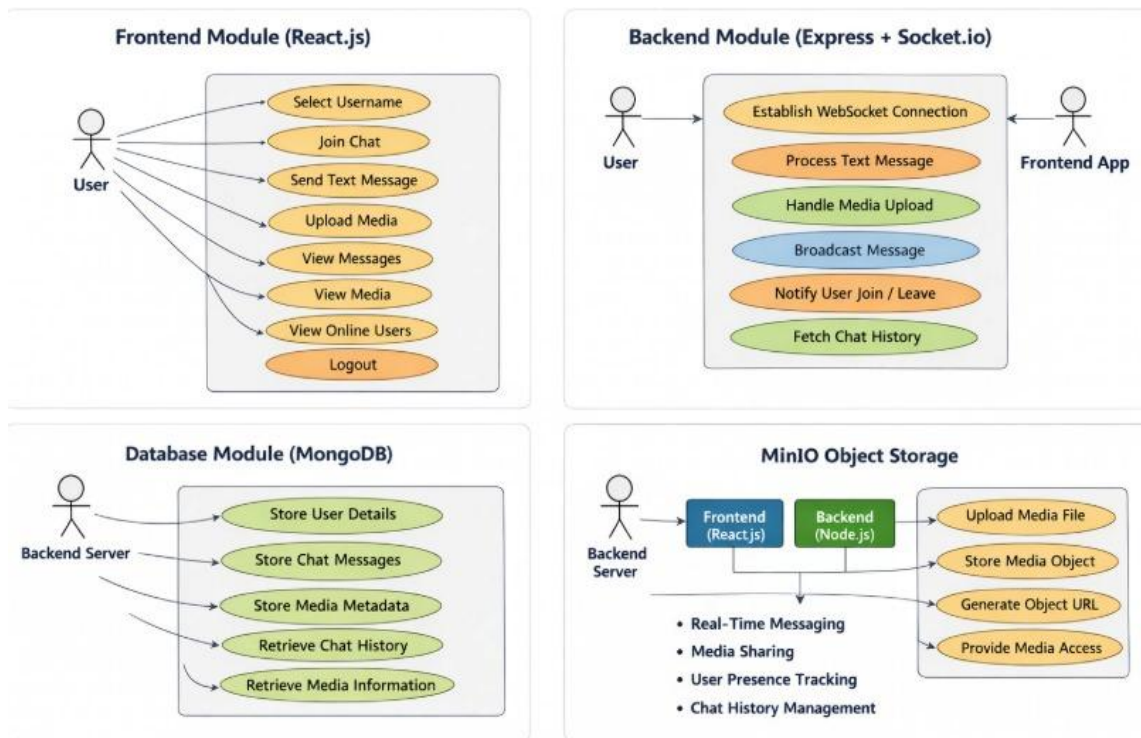 Frontend Module (React.js)
Select Username
Join Chat
Send Text Message
Upload Media
View Messages
View Media
View Online Users
Logout
User
Backend Module (Express + Socket.io)
User
Establish WebSocket Connection
Process Text Message
Handle Media Upload
Broadcast Message
Notify User Join / Leave
Fetch Chat History
Frontend App
Database Module (MongoDB)
Backend Server
Store User Details
Store Chat Messages
Store Media Metadata
Retrieve Chat History
Retrieve Media Information
MinIO Object Storage
Backend
Server
Frontend
(React.js)
Backend
(Node.js)
Upload Media File
Store Media Object
Generate Object URL
Provide Media Access
• Real-Time Messaging
• Media Sharing
• User Presence Tracking
• Chat History Management